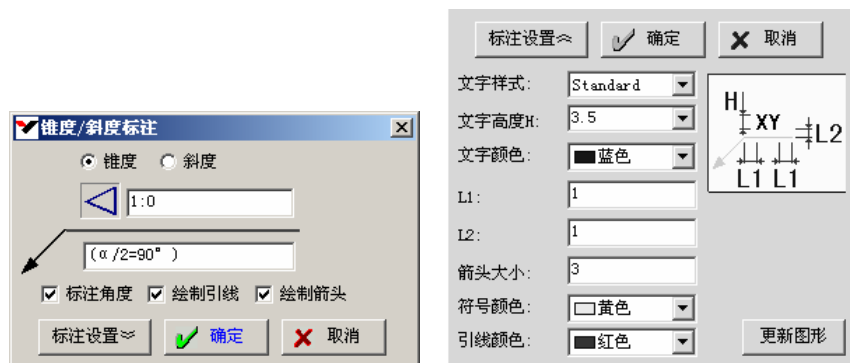 锥度/斜度标注
锥度 斜度
1:0
(α/2=90° )
标注角度 绘制引线 绘制箭头
标注设置 确定 取消
标注设置 确定 取消
文字样式: Standard
文字高度H: 3.5
文字颜色: 蓝色
L1: 1
L2: 1
箭头大小: 3
符号颜色: 黄色
引线颜色: 红色
H XY L2
L1 L1
更新图形